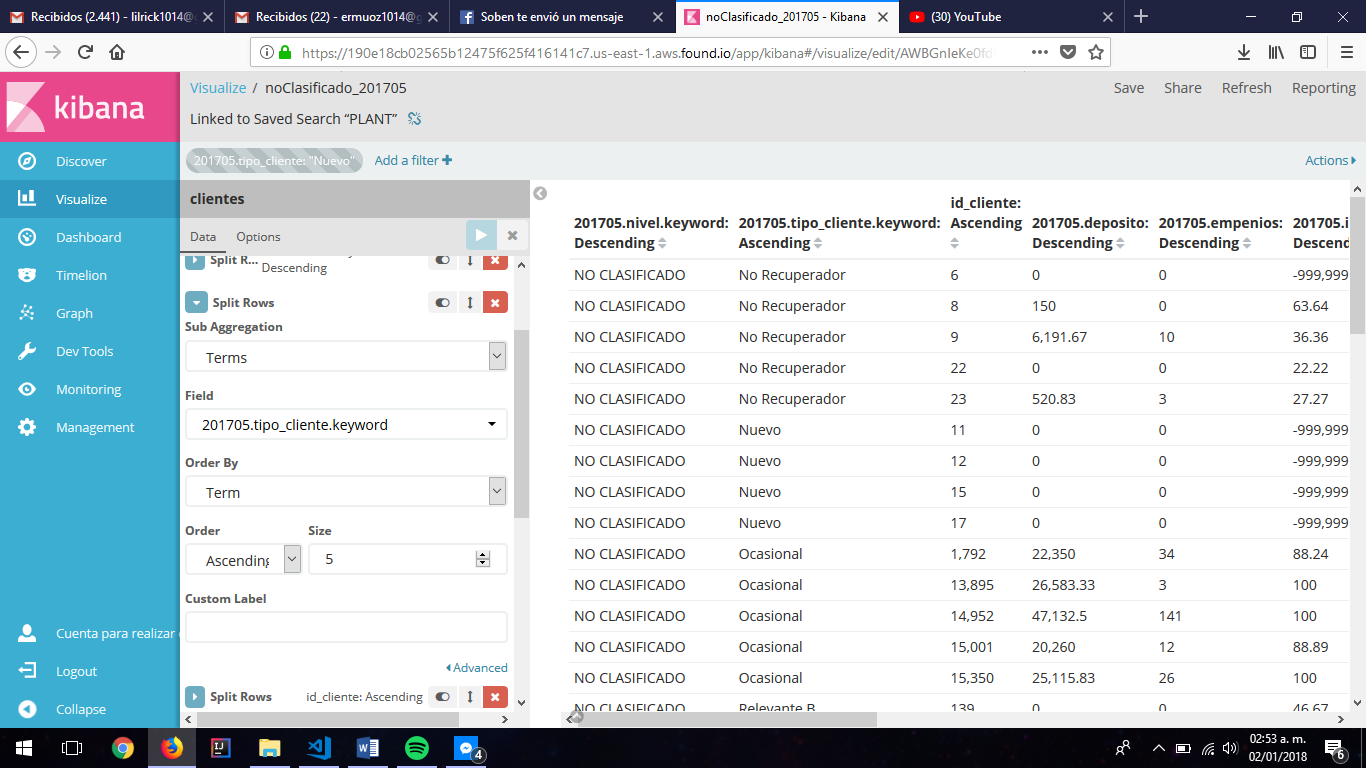 Recibidos (2.441) - lilrick1014@
Recibidos (22) - ermuoz1014@
Soben te envió un mensaje
noClasificado_201705 - Kibana
(30) YouTube
https://190e18cb02565b12475f625f416141c7.us-east-1.aws.found.io/app/kibana#/visualize/edit/AWBGnIeKe0fd
kibana
Discover
Visualize
Dashboard
Timelion
Graph
Dev Tools
Monitoring
Management
Cuenta para realizar
Logout
Collapse
Visualize / noClasificado_201705
Save Share Refresh Reporting
Linked to Saved Search “PLANT”
201705.tipo_cliente: "Nuevo"
Add a filter +
Actions
clientes
Data Options
Split R...
Descending
Split Rows
Sub Aggregation
Terms
Field
201705.tipo_cliente.keyword
Order By
Term
Order Size
Ascending 5
Custom Label
Advanced
Split Rows id_cliente: Ascending
201705.nivel.keyword: Descending 201705.tipo_cliente.keyword: Ascending id_cliente: Ascending 201705.deposito: Descending 201705.empenios: Descending
NO CLASIFICADO No Recuperador 6 0 0 -999,999
NO CLASIFICADO No Recuperador 8 150 0 63.64
NO CLASIFICADO No Recuperador 9 6,191.67 10 36.36
NO CLASIFICADO No Recuperador 22 0 0 22.22
NO CLASIFICADO No Recuperador 23 520.83 3 27.27
NO CLASIFICADO Nuevo 11 0 0 -999,999
NO CLASIFICADO Nuevo 12 0 0 -999,999
NO CLASIFICADO Nuevo 15 0 0 -999,999
NO CLASIFICADO Nuevo 17 0 0 -999,999
NO CLASIFICADO Ocasional 1,792 22,350 34 88.24
NO CLASIFICADO Ocasional 13,895 26,583.33 3 100
NO CLASIFICADO Ocasional 14,952 47,132.5 141 100
NO CLASIFICADO Ocasional 15,001 20,260 12 88.89
NO CLASIFICADO Ocasional 15,350 25,115.83 26 100
NO CLASIFICADO Relevante B 139 0 0 46.67
4
02:53 a. m.
02/01/2018
6